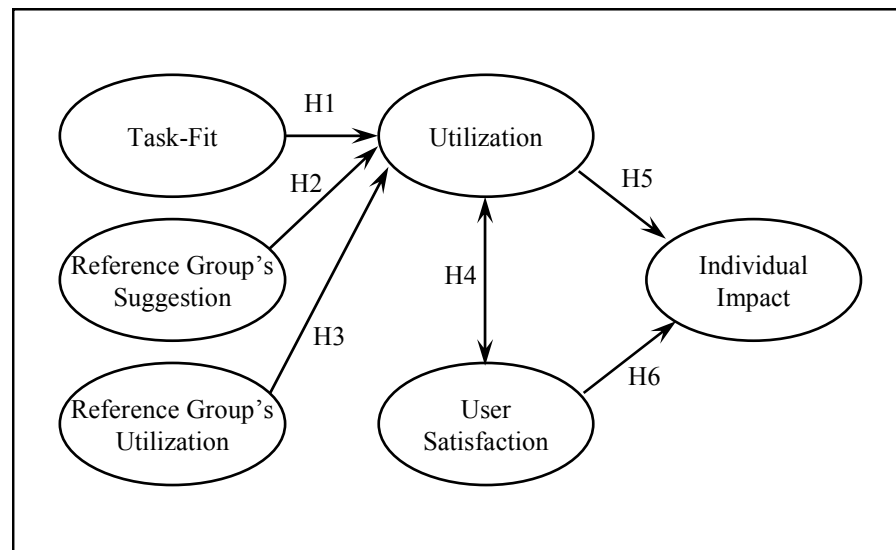 H1
Task-Fit
Utilization
H2
H5
Reference Group's
Suggestion
H4
Individual
Impact
H3
H6
Reference Group's
Utilization
User
Satisfaction